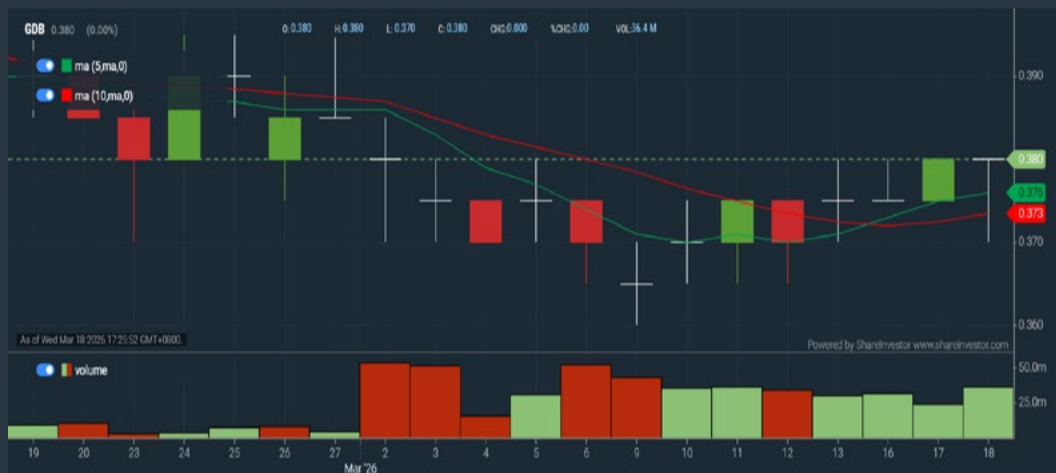 GDB 0.380 (0.00%) O: 0.380 H: 0.380 L: 0.370 C: 0.380 CHG:0.000 %CHG:0.00 VOL:36.4 M
ma (5,ma,0)
ma (10,ma,0)
0.390
0.380
0.376
0.373
0.370
0.360
As of Wed Mar 18 2026 17:25:52 GMT+0800.
Powered by ShareInvestor www.shareinvestor.com
volume
50.0m
25.0m
19 20 23 24 25 26 27 2 3 4 5 6 9 10 11 12 13 16 17 18
Mar '26